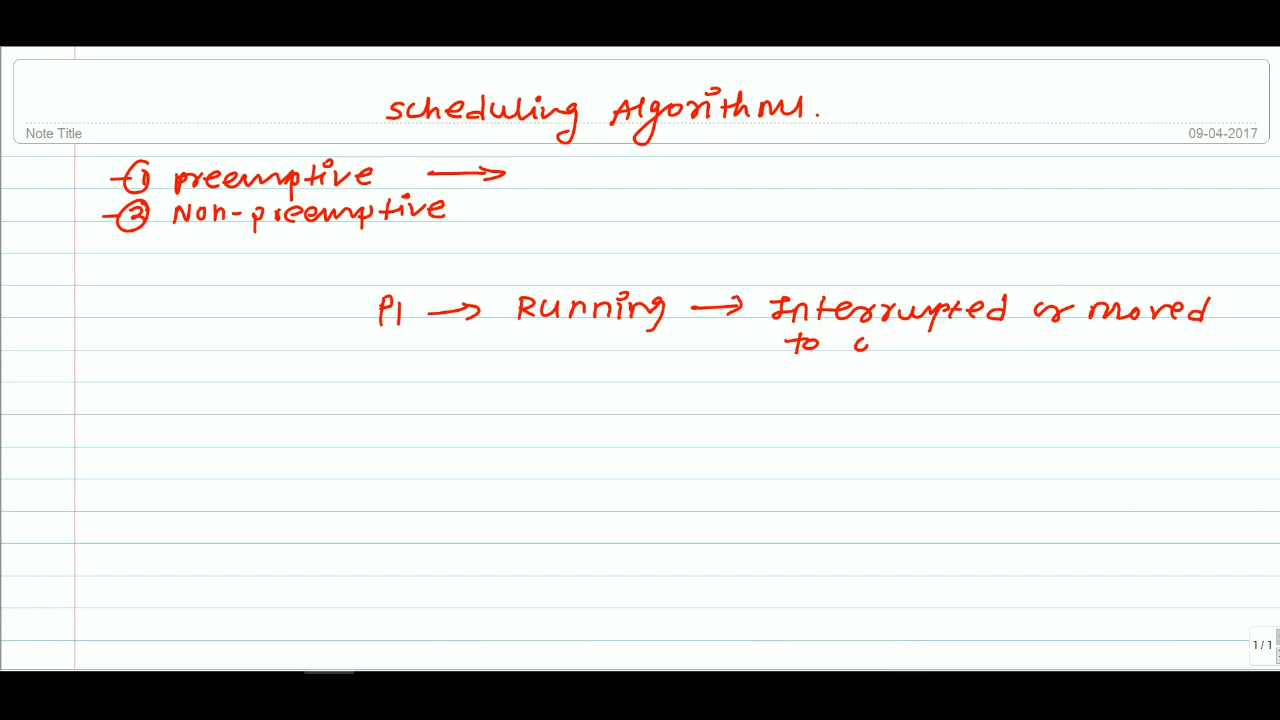 Scheduling Algorithms.
Note Title
09-04-2017
① preemptive →
② Non-preemptive
P1 → Running → Interrupted or moved
to
1 / 1